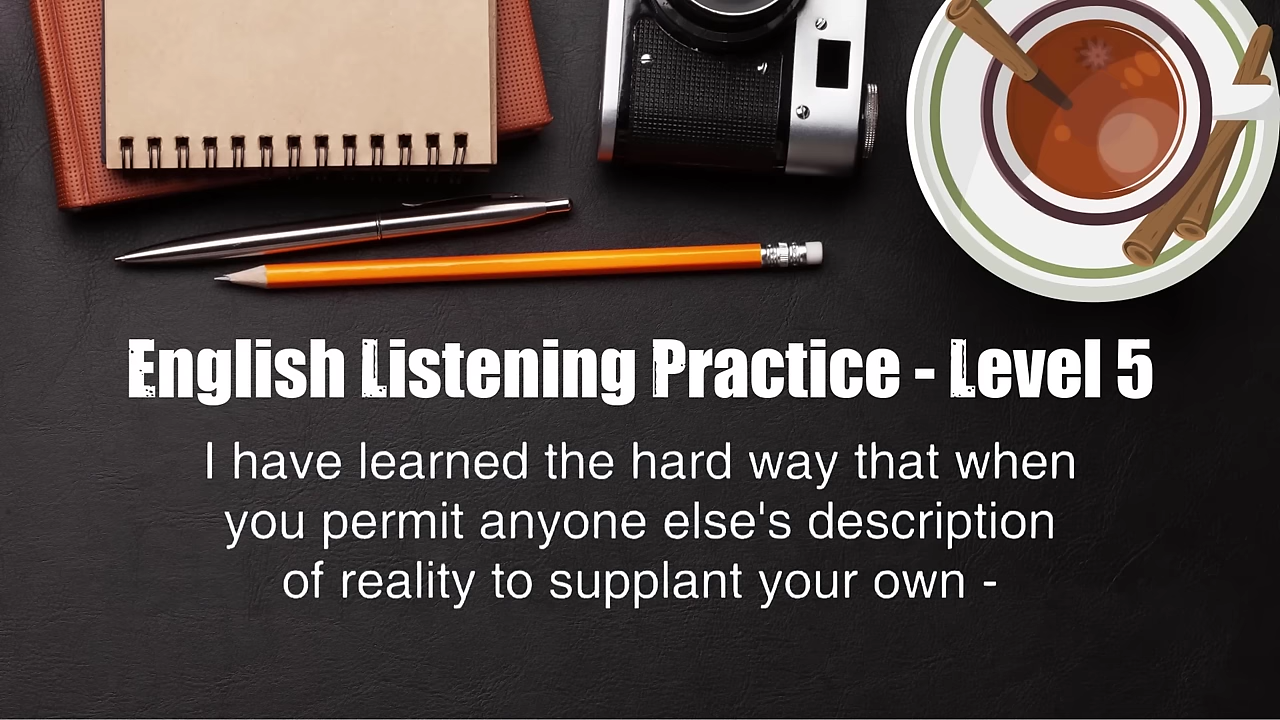 English Listening Practice - Level 5
I have learned the hard way that when
you permit anyone else's description
of reality to supplant your own -